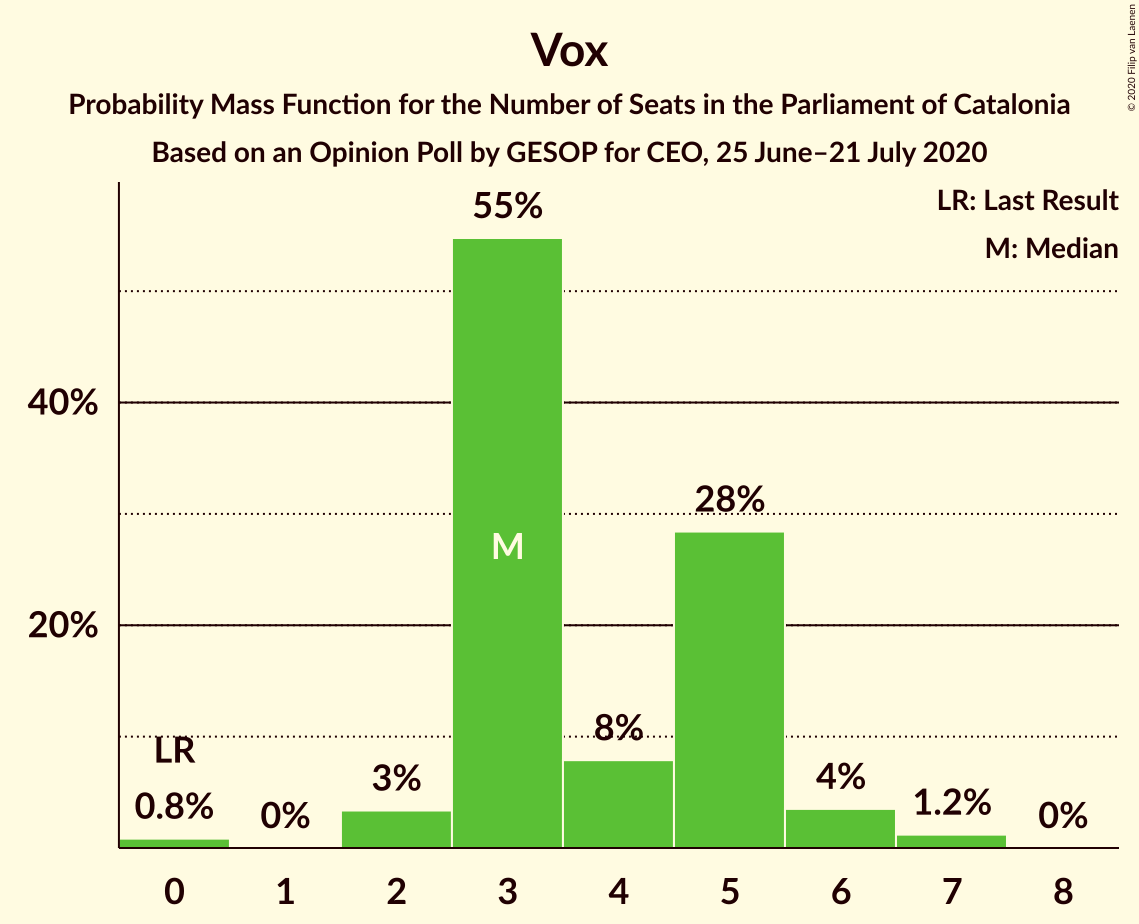 Vox
Probability Mass Function for the Number of Seats in the Parliament of Catalonia
Based on an Opinion Poll by GESOP for CEO, 25 June–21 July 2020
© 2020 Filip van Laenen
LR: Last Result
M: Median
55%
40%
28%
M
20%
8%
LR
3%
4%
0.8%
0%
1.2%
0%
0 1 2 3 4 5 6 7 8